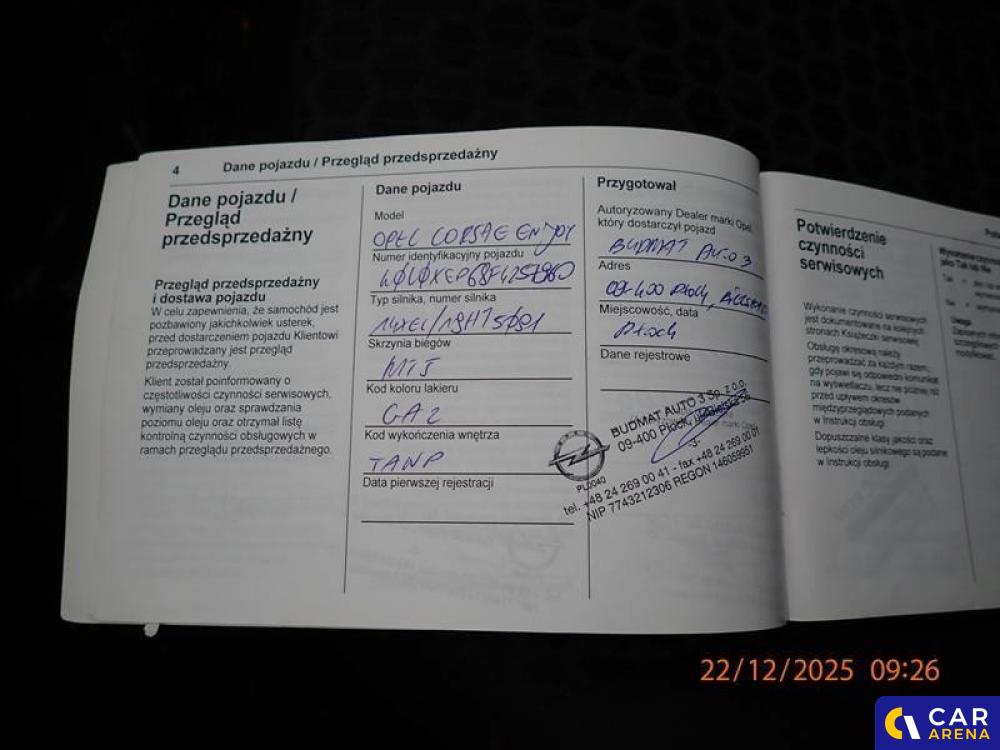 4 Dane pojazdu / Przegląd przedsprzedażny
Dane pojazdu /
Przegląd
przedsprzedażny
Przegląd przedsprzedażny
i dostawa pojazdu
W celu zapewnienia, że samochód jest
pozbawiony jakichkolwiek usterek,
przed dostarczeniem pojazdu Klientowi
przeprowadzany jest przegląd
przedsprzedażny.
Klient został poinformowany o
częstotliwości czynności serwisowych,
wymiany oleju oraz sprawdzania
poziomu oleju oraz otrzymał listę
kontrolną czynności obsługowych w
ramach przeglądu przedsprzedażnego.
Dane pojazdu
Model
OPEL CORSA E ENJOY
Numer identyfikacyjny pojazdu
Typ silnika, numer silnika
Skrzynia biegów
MT5
Kod koloru lakieru
GAZ
Kod wykończenia wnętrza
TANP
Data pierwszej rejestracji
Przygotował
Autoryzowany Dealer marki Opel,
który dostarczył pojazd
BUDMAT AUTO 3
Adres
09-400 Płock,
Miejscowość, data
Płock
Dane rejestrowe
BUDMAT AUTO 3 Sp. z o.o.
09-400 Płock,
-3-
PL0040
tel. +48 24 269 00 41 - fax +48 24 269 00 01
NIP 7743212306 REGON 146059951
Potwierdzenie
czynności
serwisowych
Wykonanie czynności serwisowych
jest dokumentowane na kolejnych
stronach Książeczki serwisowej.
Obsługę okresową należy
przeprowadzać za każdym razem,
gdy pojawi się odpowiedni komunikat
na wyświetlaczu, lecz nie później niż
przed upływem okresów
międzyprzeglądowych podanych
w Instrukcji obsługi.
Dopuszczalne klasy jakości oraz
lepkości oleju silnikowego są podane
w Instrukcji obsługi.
jako Tak lub Nie
Uwaga
22/12/2025 09:26
CAR
ARENA